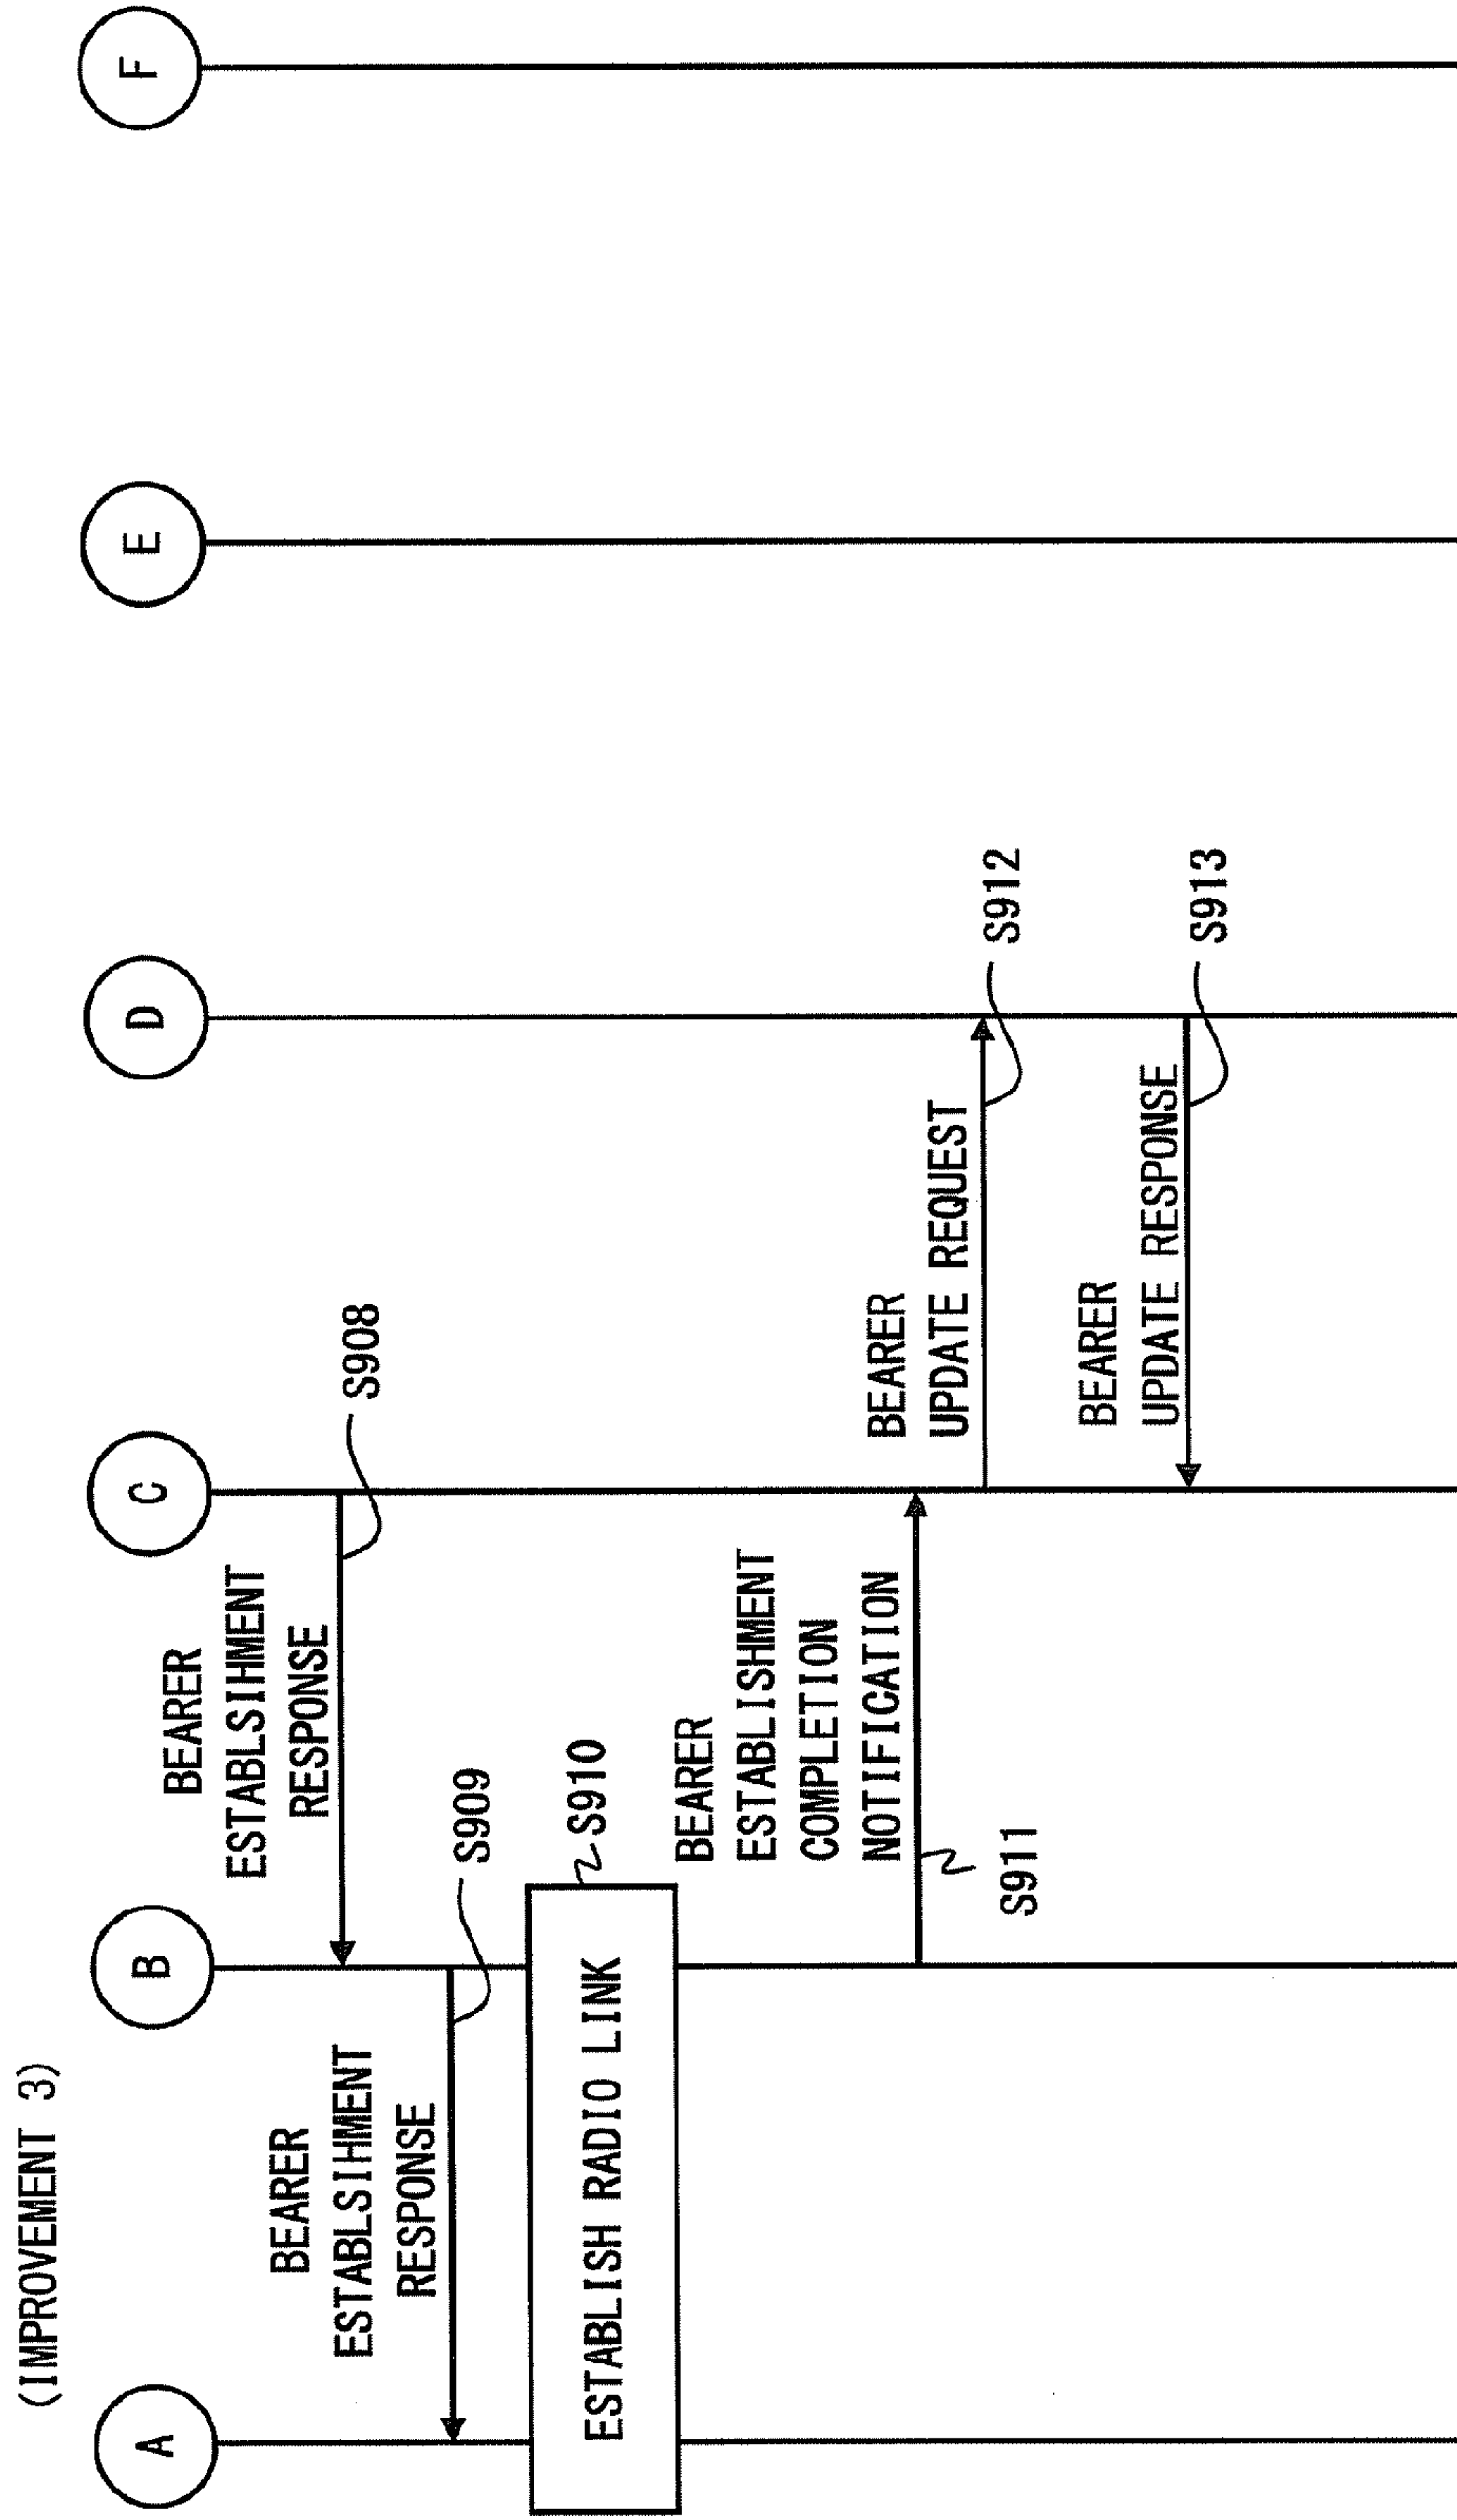 (IMPROVEMENT 3)
A
B
C
D
E
F
BEARER
ESTABLSIHMENT
RESPONSE
S908
BEARER
ESTABLSIHMENT
RESPONSE
S909
ESTABLISH RADIO LINK
S910
BEARER
ESTABLISHMENT
COMPLETION
NOTIFICATION
S911
BEARER
UPDATE REQUEST
S912
BEARER
UPDATE RESPONSE
S913